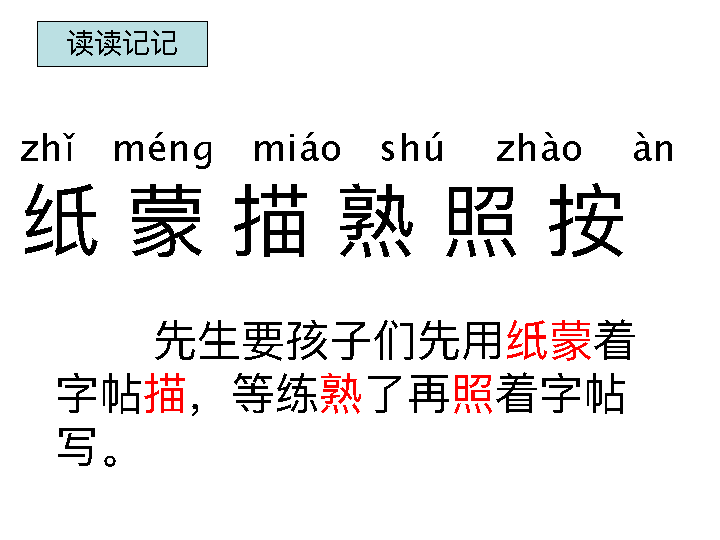 读读记记
zhǐ méng miáo shú zhào àn
纸 蒙 描 熟 照 按
先生要孩子们先用纸蒙着
字帖描，等练熟了再照着字帖
写。